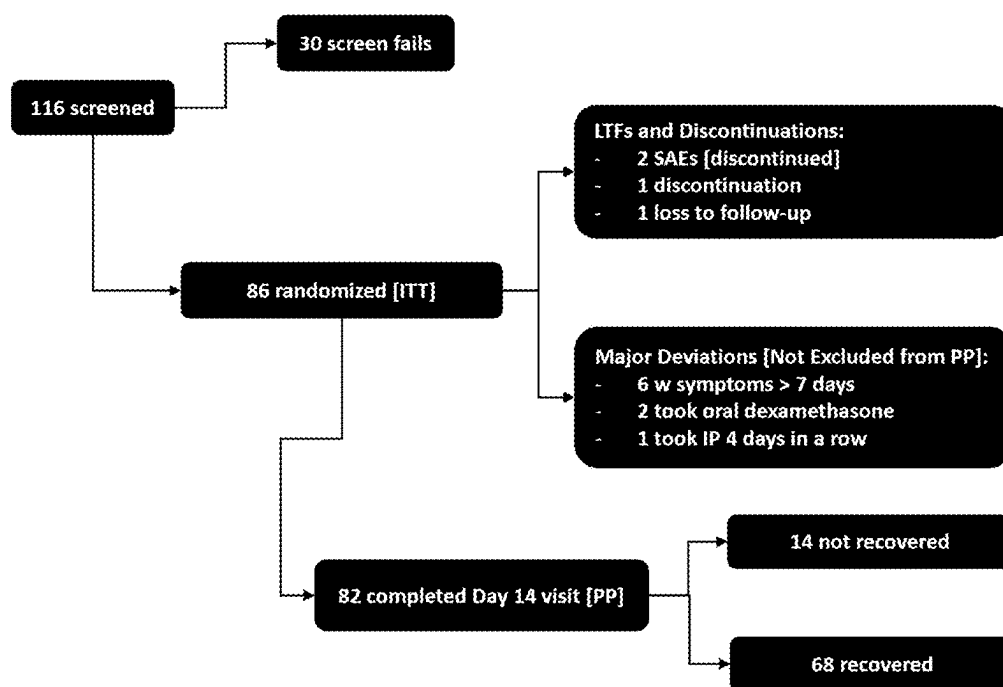 30 screen fails
116 screened
LTFs and Discontinuations:
- 2 SAEs [discontinued]
- 1 discontinuation
- 1 loss to follow-up
86 randomized [ITT]
Major Deviations [Not Excluded from PP]:
- 6 w symptoms > 7 days
- 2 took oral dexamethasone
- 1 took IP 4 days in a row
14 not recovered
82 completed Day 14 visit [PP]
68 recovered